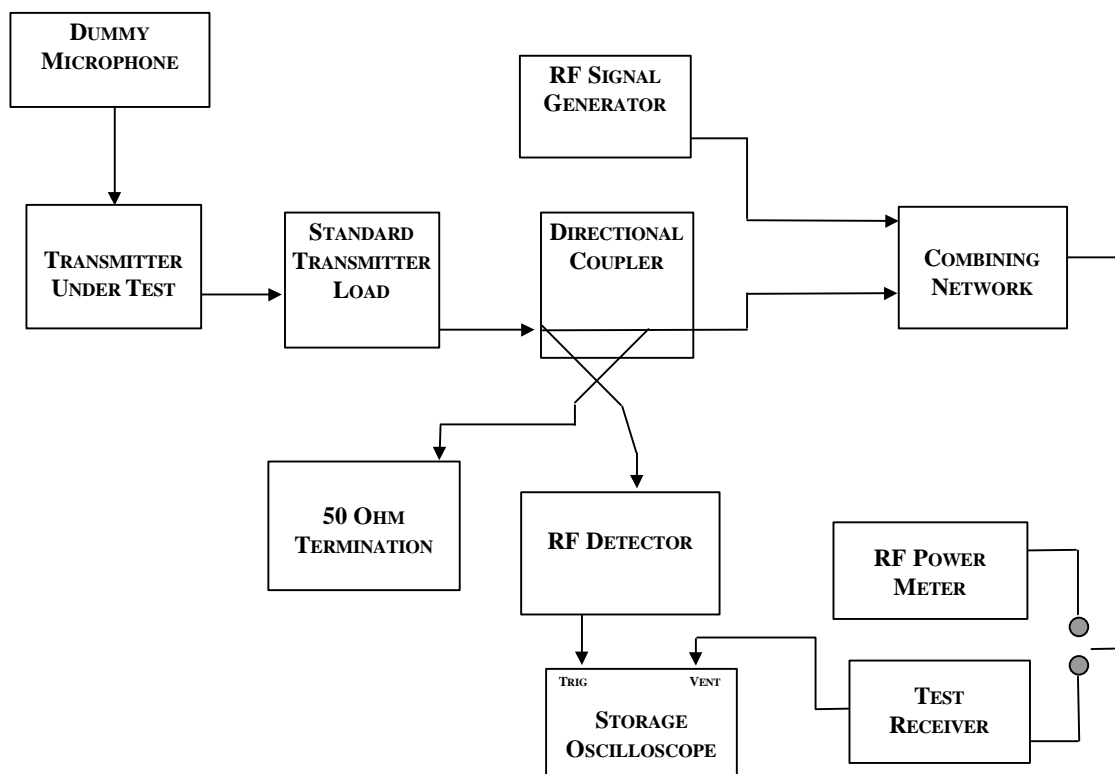 DUMMY
MICROPHONE
RF SIGNAL
GENERATOR
TRANSMITTER
UNDER TEST
STANDARD
TRANSMITTER
LOAD
DIRECTIONAL
COUPLER
COMBINING
NETWORK
50 OHM
TERMINATION
RF DETECTOR
RF POWER
METER
TRIG
VENT
STORAGE
OSCILLOSCOPE
TEST
RECEIVER